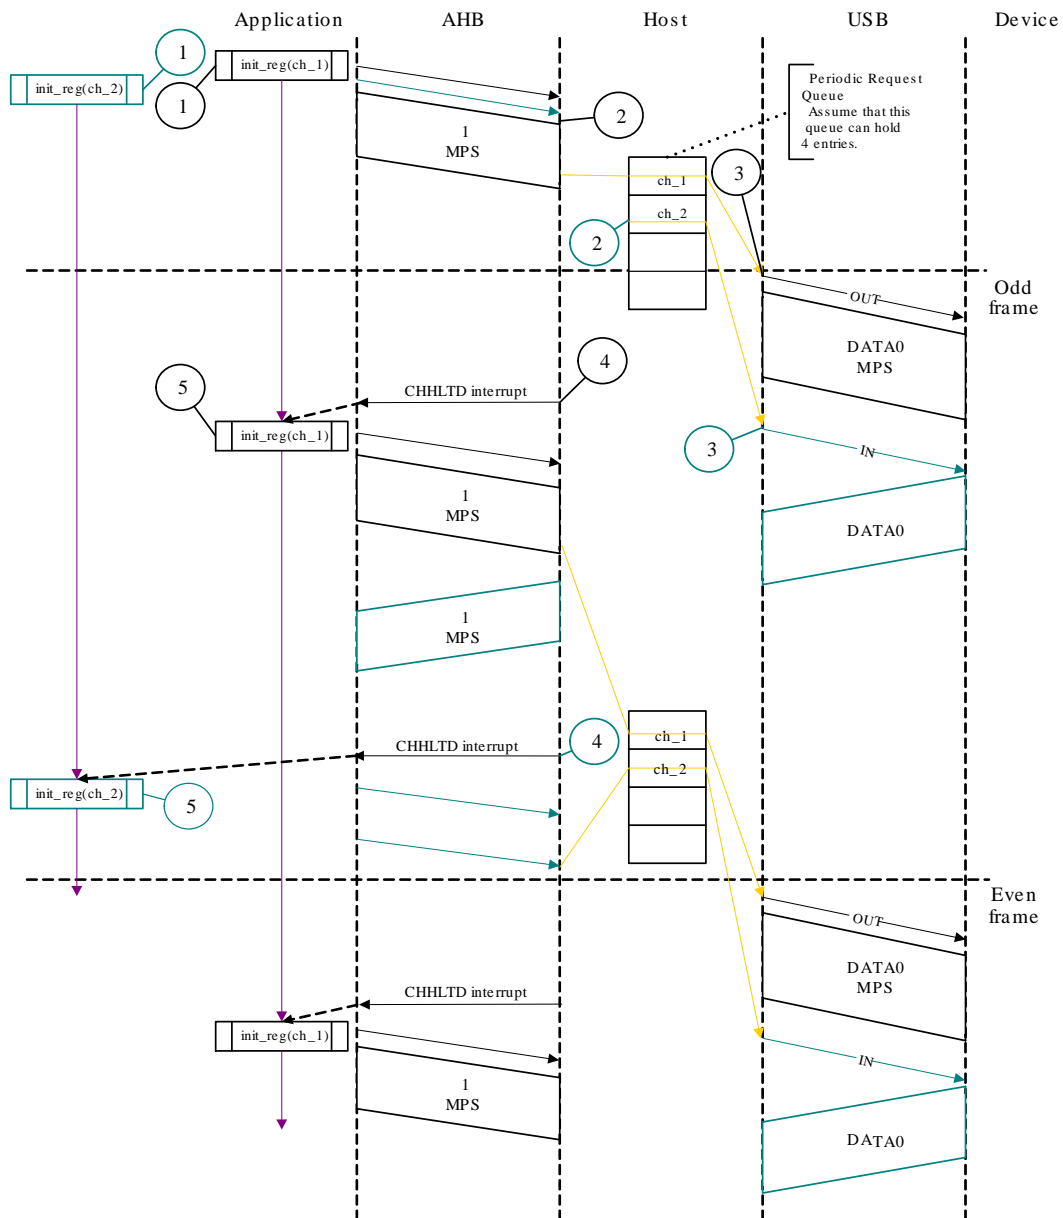 Application AHB Host USB Device
1
init_reg(ch_1)
init_reg(ch_2)
1
Periodic Request
Queue
Assume that this
queue can hold
4 entries.
2
1
MPS
3
ch_1
ch_2
2
Odd
frame
OUT
DATA0
MPS
4
CHHLTD interrupt
5
init_reg(ch_1)
3
IN
1
MPS
DATA0
1
MPS
ch_1
4
CHHLTD interrupt
ch_2
init_reg(ch_2)
5
Even
frame
OUT
DATA0
MPS
CHHLTD interrupt
init_reg(ch_1)
IN
1
MPS
DATA0